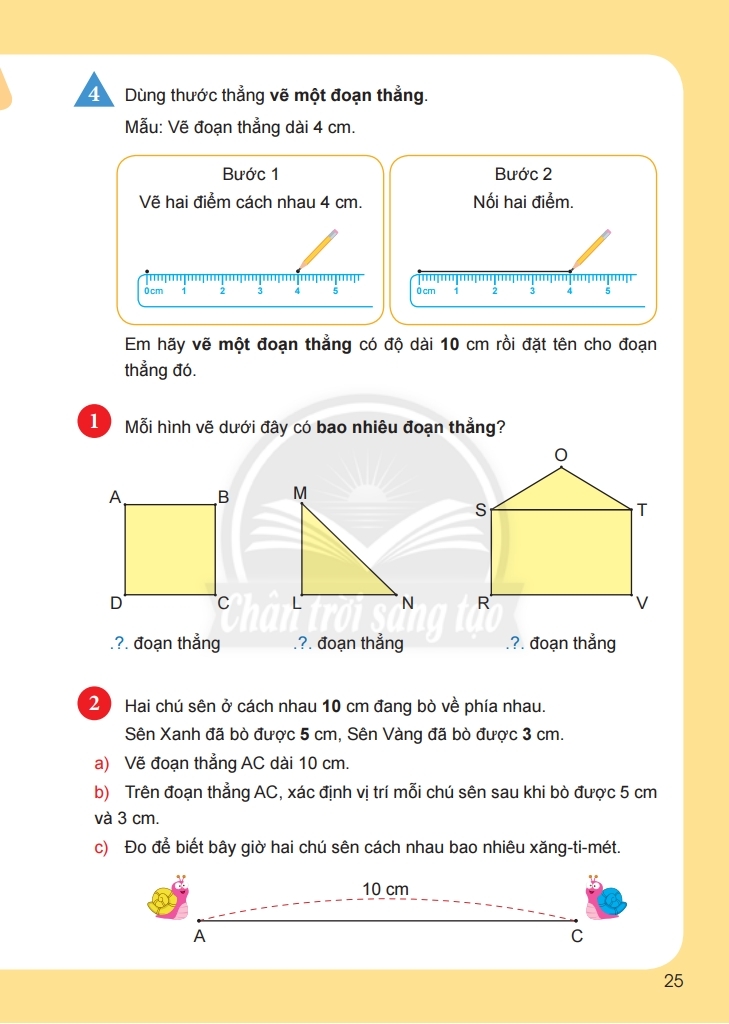 4 Dùng thước thẳng vẽ một đoạn thẳng.
Mẫu: Vẽ đoạn thẳng dài 4 cm.
Bước 1
Vẽ hai điểm cách nhau 4 cm.
0cm 1 2 3 4 5
Bước 2
Nối hai điểm.
0cm 1 2 3 4 5
Em hãy vẽ một đoạn thẳng có độ dài 10 cm rồi đặt tên cho đoạn
thẳng đó.
1 Mỗi hình vẽ dưới đây có bao nhiêu đoạn thẳng?
A B
D C
.?. đoạn thẳng
M
L N
.?. đoạn thẳng
O
S T
R V
.?. đoạn thẳng
Chân trời sáng tạo
2 Hai chú sên ở cách nhau 10 cm đang bò về phía nhau.
Sên Xanh đã bò được 5 cm, Sên Vàng đã bò được 3 cm.
a) Vẽ đoạn thẳng AC dài 10 cm.
b) Trên đoạn thẳng AC, xác định vị trí mỗi chú sên sau khi bò được 5 cm
và 3 cm.
c) Đo để biết bây giờ hai chú sên cách nhau bao nhiêu xăng-ti-mét.
10 cm
A C
25